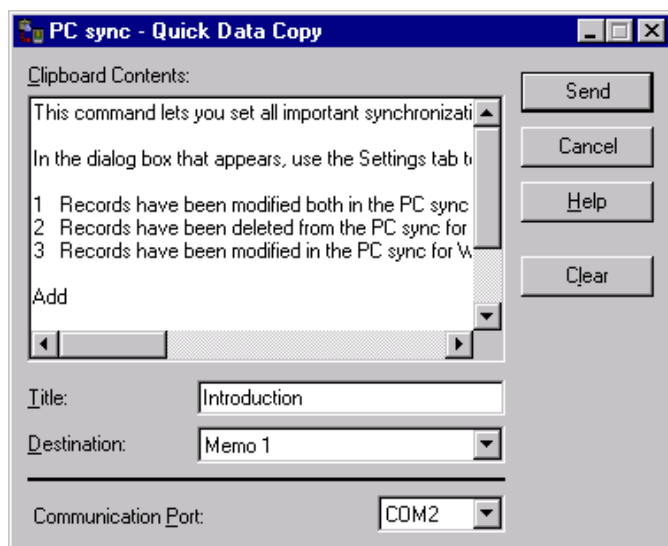 PC sync - Quick Data Copy
Clipboard Contents:
This command lets you set all important synchronizati
In the dialog box that appears, use the Settings tab t
1 Records have been modified both in the PC sync
2 Records have been deleted from the PC sync for
3 Records have been modified in the PC sync for W
Add
Send
Cancel
Help
Clear
Title: Introduction
Destination: Memo 1
Communication Port: COM2